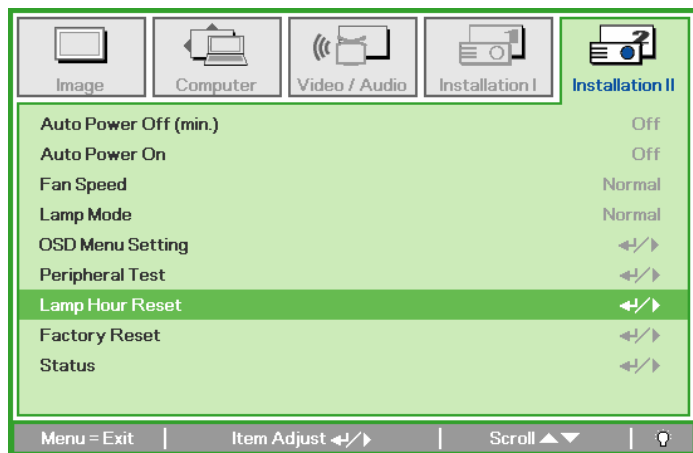 Image Computer Video / Audio Installation I Installation II
Auto Power Off (min.) Off
Auto Power On Off
Fan Speed Normal
Lamp Mode Normal
OSD Menu Setting
Peripheral Test
Lamp Hour Reset
Factory Reset
Status
Menu = Exit | Item Adjust | Scroll |